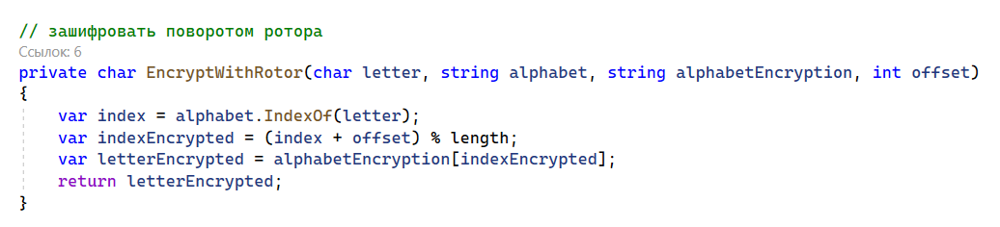 // зашифровать поворотом ротора
Ссылок: 6
private char EncryptWithRotor(char letter, string alphabet, string alphabetEncryption, int offset)
{
    var index = alphabet.IndexOf(letter);
    var indexEncrypted = (index + offset) % length;
    var letterEncrypted = alphabetEncryption[indexEncrypted];
    return letterEncrypted;
}